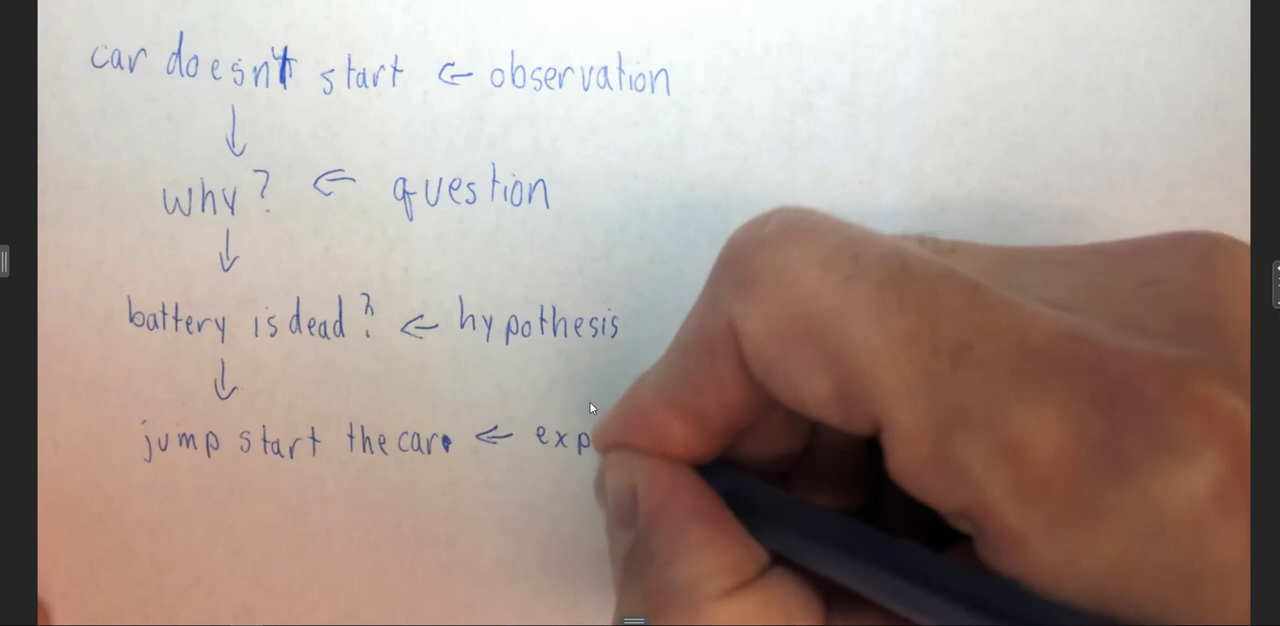 car doesn't start ← observation
↓
why? ← question
↓
battery is dead? ← hypothesis
↓
jump start the car. ← exp